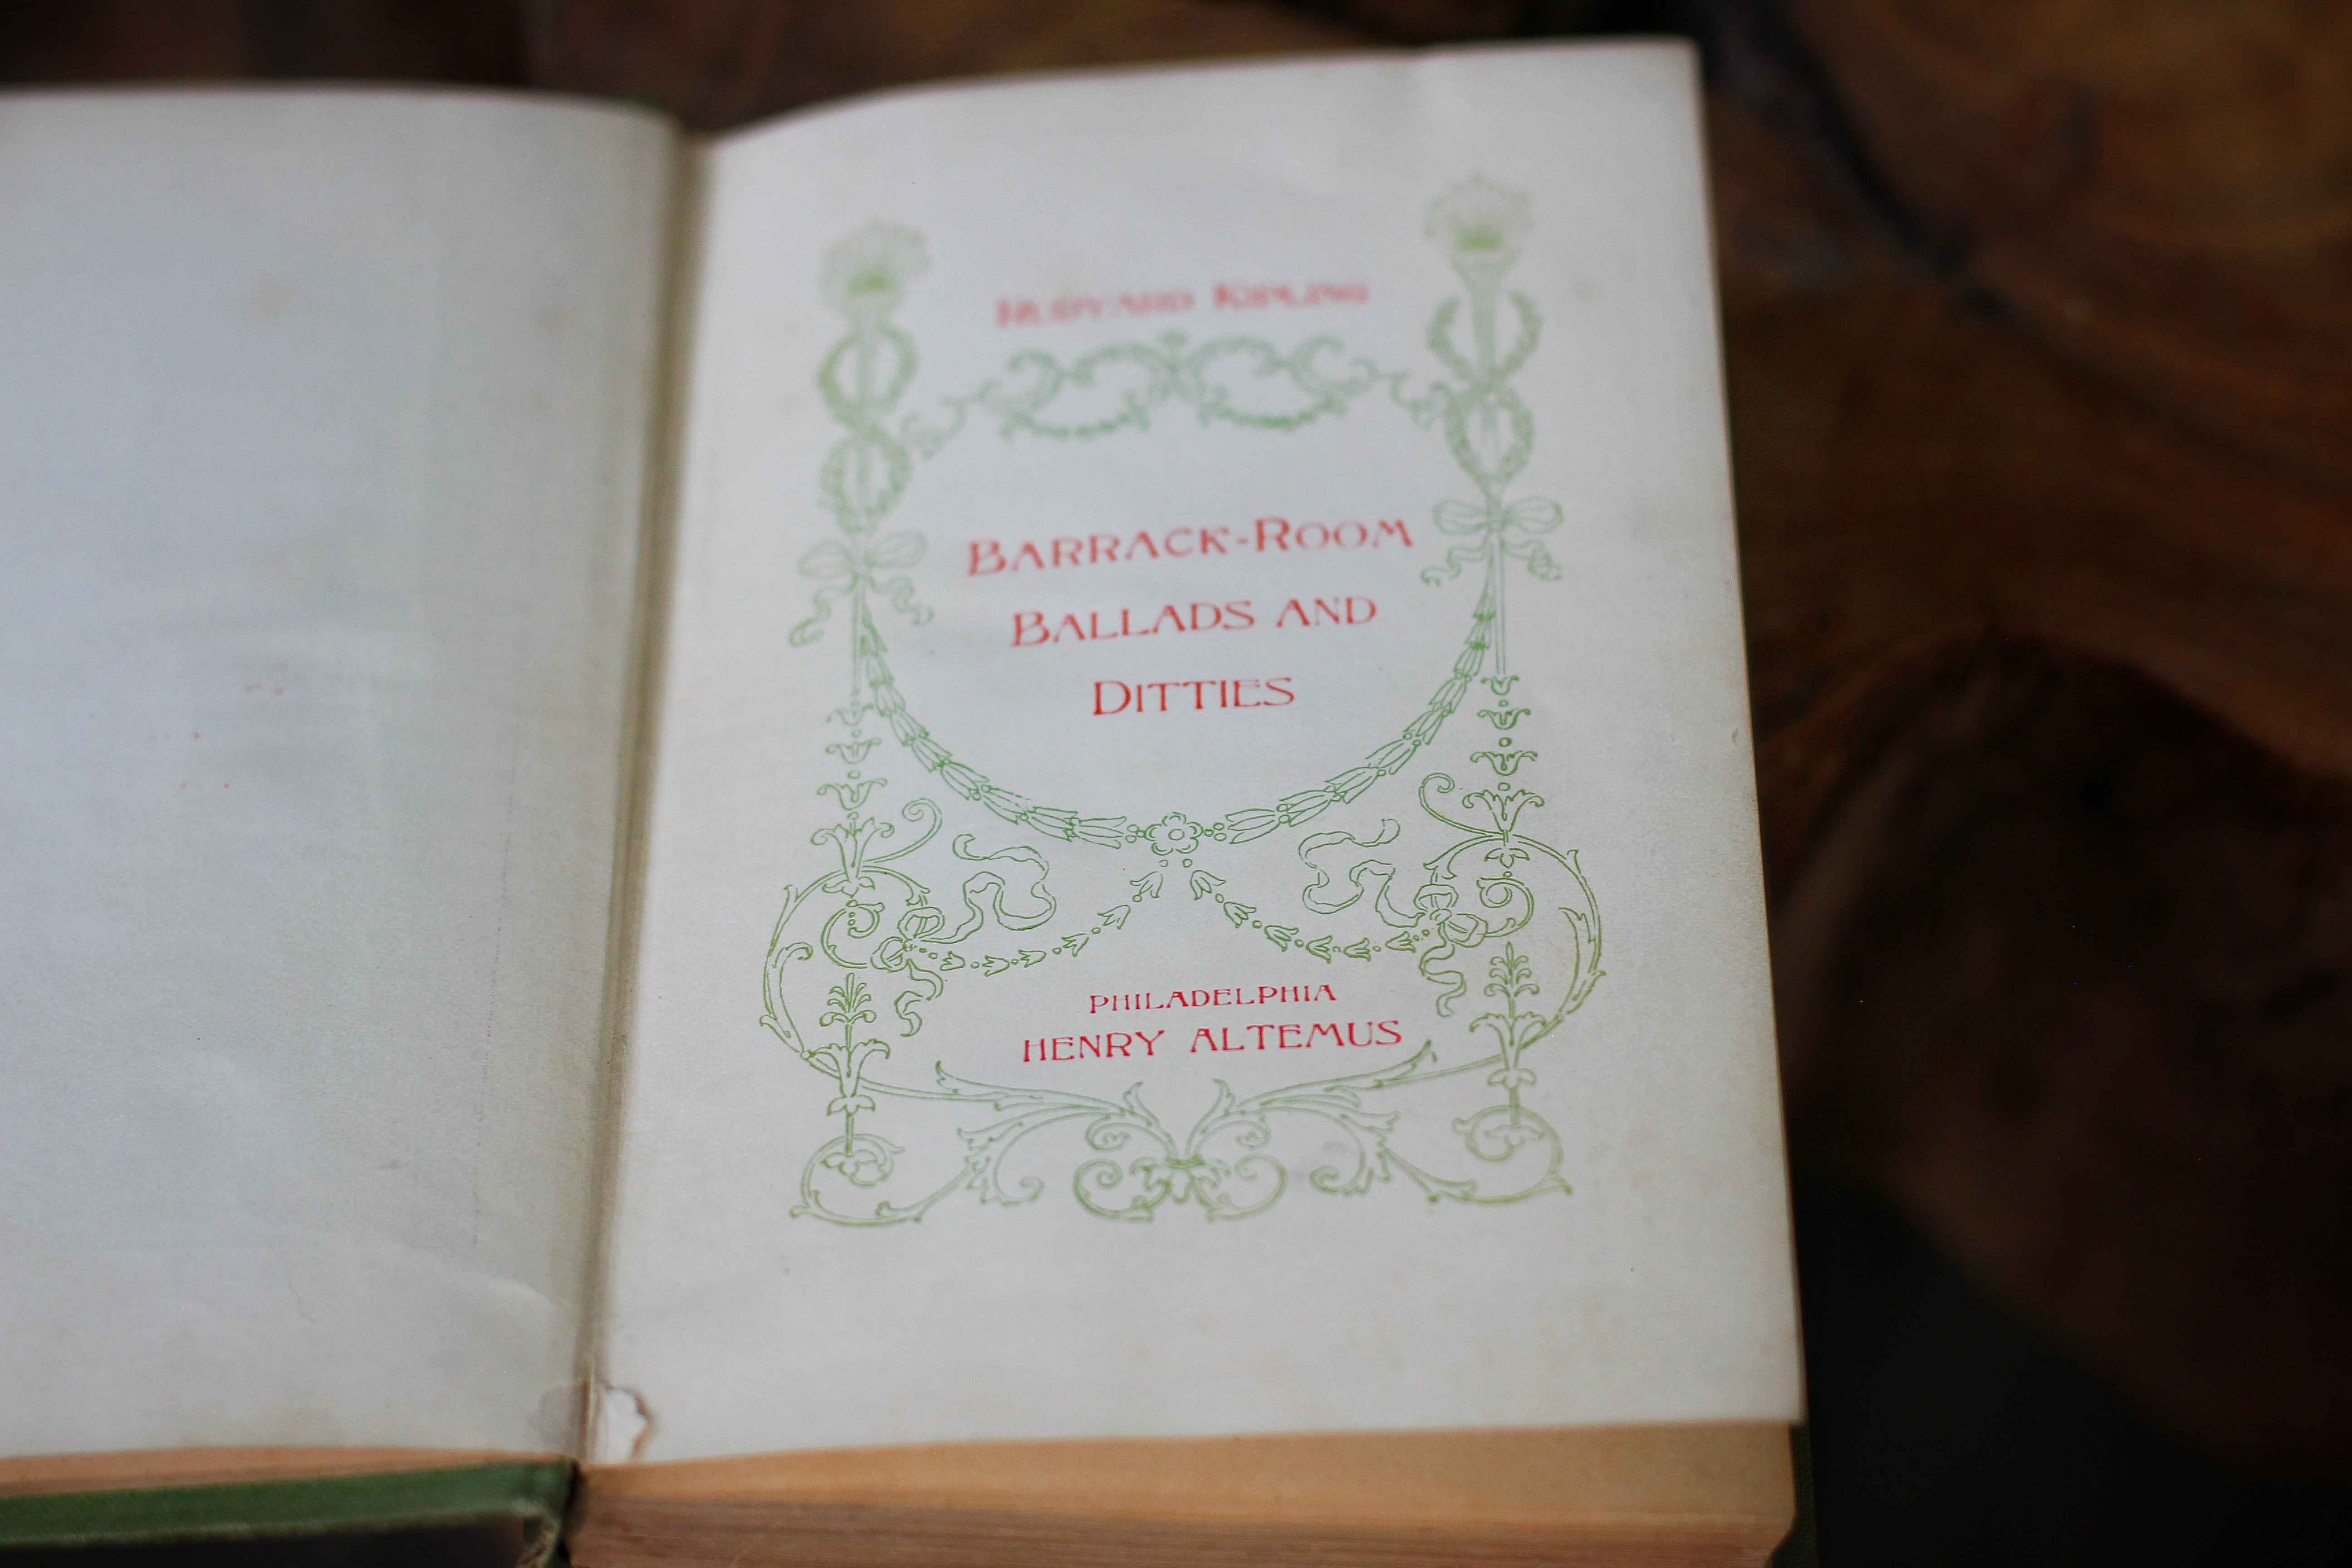 RUDYARD KIPLING
BARRACK-ROOM
BALLADS AND
DITTIES
PHILADELPHIA
HENRY ALTEMUS